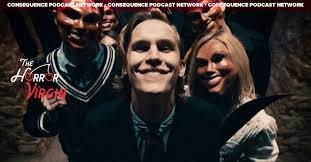 CONSEQUENCE PODCAST NETWORK • CONSEQUENCE PODCAST NETWORK • CONSEQUENCE PODCAST NETWORK
THE
HORROR
VIRGIN